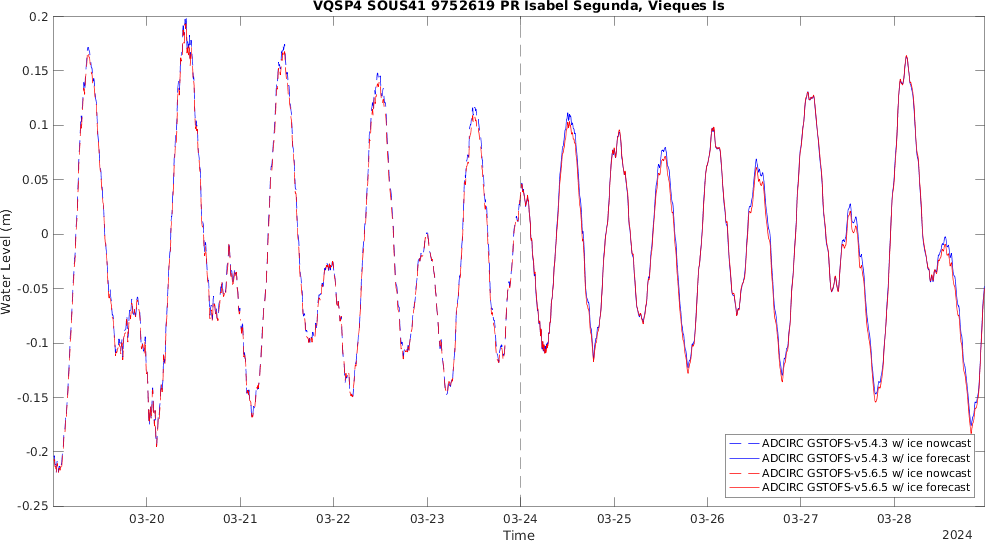 VQSP4 SOUS41 9752619 PR Isabel Segunda, Vieques Is
0.2
0.15
0.1
0.05
0
-0.05
-0.1
-0.15
-0.2
-0.25
Water Level (m)
ADCIRC GSTOFS-v5.4.3 w/ ice nowcast
ADCIRC GSTOFS-v5.4.3 w/ ice forecast
ADCIRC GSTOFS-v5.6.5 w/ ice nowcast
ADCIRC GSTOFS-v5.6.5 w/ ice forecast
03-20 03-21 03-22 03-23 03-24 03-25 03-26 03-27 03-28
Time 2024